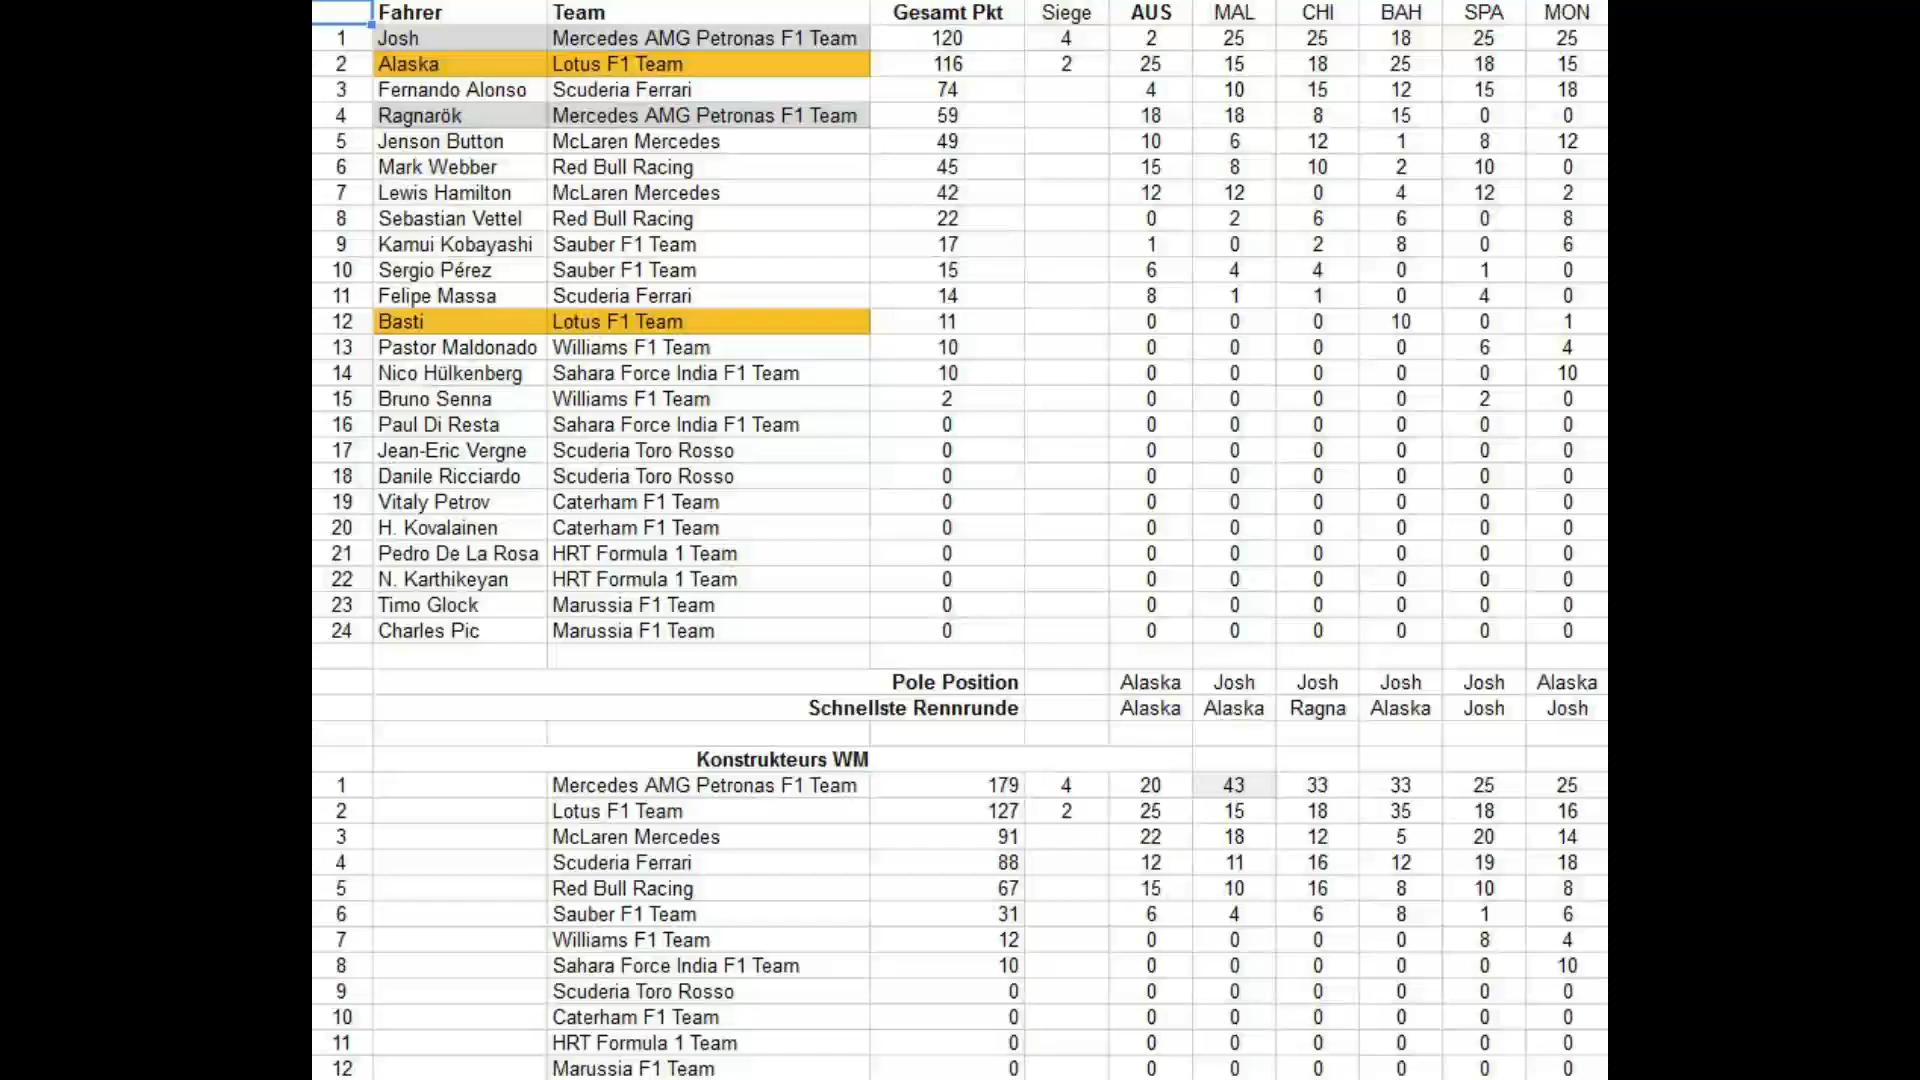 Fahrer Team Gesamt Pkt Siege AUS MAL CHI BAH SPA MON
1 Josh Mercedes AMG Petronas F1 Team 120 4 2 25 25 18 25 25
2 Alaska Lotus F1 Team 116 2 25 15 18 25 18 15
3 Fernando Alonso Scuderia Ferrari 74 4 10 15 12 15 18
4 Ragnarök Mercedes AMG Petronas F1 Team 59 18 18 8 15 0 0
5 Jenson Button McLaren Mercedes 49 10 6 12 1 8 12
6 Mark Webber Red Bull Racing 45 15 8 10 2 10 0
7 Lewis Hamilton McLaren Mercedes 42 12 12 0 4 12 2
8 Sebastian Vettel Red Bull Racing 22 0 2 6 6 0 8
9 Kamui Kobayashi Sauber F1 Team 17 1 0 2 8 0 6
10 Sergio Pérez Sauber F1 Team 15 6 4 4 0 1 0
11 Felipe Massa Scuderia Ferrari 14 8 1 1 0 4 0
12 Basti Lotus F1 Team 11 0 0 0 10 0 1
13 Pastor Maldonado Williams F1 Team 10 0 0 0 0 6 4
14 Nico Hülkenberg Sahara Force India F1 Team 10 0 0 0 0 0 10
15 Bruno Senna Williams F1 Team 2 0 0 0 0 2 0
16 Paul Di Resta Sahara Force India F1 Team 0 0 0 0 0 0 0
17 Jean-Eric Vergne Scuderia Toro Rosso 0 0 0 0 0 0 0
18 Danile Ricciardo Scuderia Toro Rosso 0 0 0 0 0 0 0
19 Vitaly Petrov Caterham F1 Team 0 0 0 0 0 0 0
20 H. Kovalainen Caterham F1 Team 0 0 0 0 0 0 0
21 Pedro De La Rosa HRT Formula 1 Team 0 0 0 0 0 0 0
22 N. Karthikeyan HRT Formula 1 Team 0 0 0 0 0 0 0
23 Timo Glock Marussia F1 Team 0 0 0 0 0 0 0
24 Charles Pic Marussia F1 Team 0 0 0 0 0 0 0
Pole Position Alaska Josh Josh Josh Josh Alaska
Schnellste Rennrunde Alaska Alaska Ragna Alaska Josh Josh
Konstrukteurs WM
1 Mercedes AMG Petronas F1 Team 179 4 20 43 33 33 25 25
2 Lotus F1 Team 127 2 25 15 18 35 18 16
3 McLaren Mercedes 91 22 18 12 5 20 14
4 Scuderia Ferrari 88 12 11 16 12 19 18
5 Red Bull Racing 67 15 10 16 8 10 8
6 Sauber F1 Team 31 6 4 6 8 1 6
7 Williams F1 Team 12 0 0 0 0 8 4
8 Sahara Force India F1 Team 10 0 0 0 0 0 10
9 Scuderia Toro Rosso 0 0 0 0 0 0 0
10 Caterham F1 Team 0 0 0 0 0 0 0
11 HRT Formula 1 Team 0 0 0 0 0 0 0
12 Marussia F1 Team 0 0 0 0 0 0 0